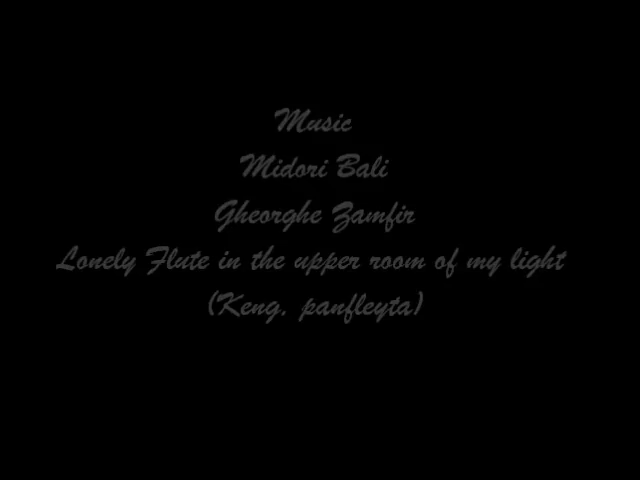 Music
Midori Bali
Gheorghe Zamfir
Lonely Flute in the upper room of my light
(Keng, panfleyta)